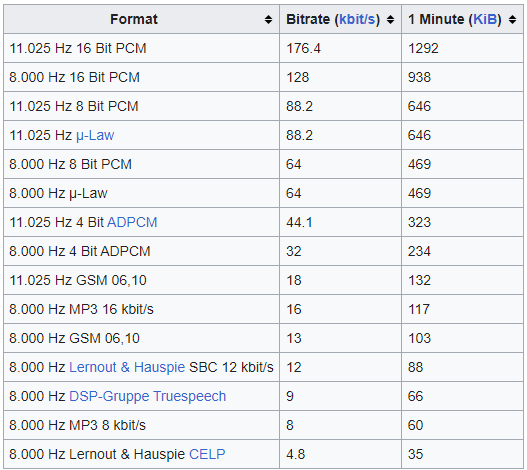 Format Bitrate (kbit/s) 1 Minute (KiB)
11.025 Hz 16 Bit PCM 176.4 1292
8.000 Hz 16 Bit PCM 128 938
11.025 Hz 8 Bit PCM 88.2 646
11.025 Hz µ-Law 88.2 646
8.000 Hz 8 Bit PCM 64 469
8.000 Hz µ-Law 64 469
11.025 Hz 4 Bit ADPCM 44.1 323
8.000 Hz 4 Bit ADPCM 32 234
11.025 Hz GSM 06,10 18 132
8.000 Hz MP3 16 kbit/s 16 117
8.000 Hz GSM 06,10 13 103
8.000 Hz Lernout & Hauspie SBC 12 kbit/s 12 88
8.000 Hz DSP-Gruppe Truespeech 9 66
8.000 Hz MP3 8 kbit/s 8 60
8.000 Hz Lernout & Hauspie CELP 4.8 35